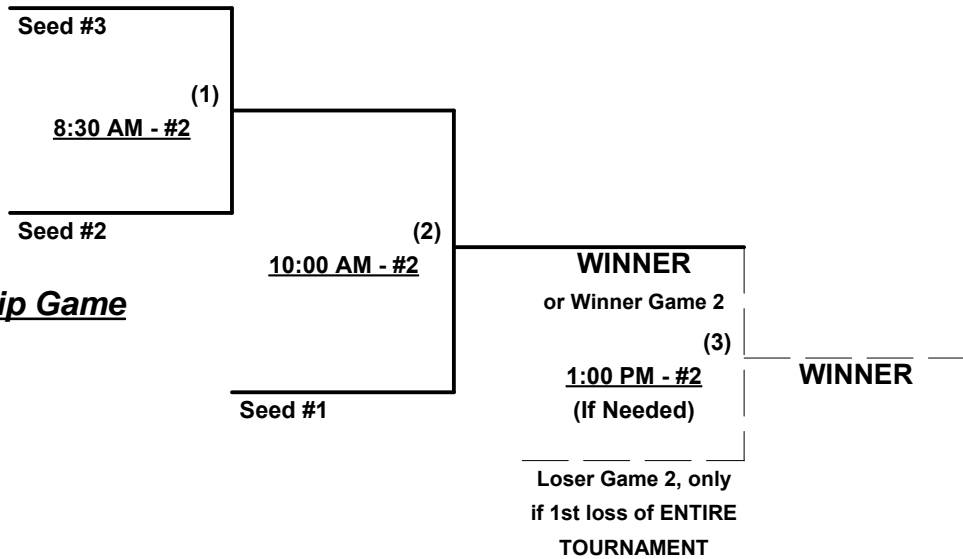 Seed #3
(1)
8:30 AM - #2
Seed #2
(2)
10:00 AM - #2
WINNER
or Winner Game 2
Game
(3)
1:00 PM - #2
WINNER
Seed #1
(If Needed)
Loser Game 2, only
if 1st loss of ENTIRE
TOURNAMENT